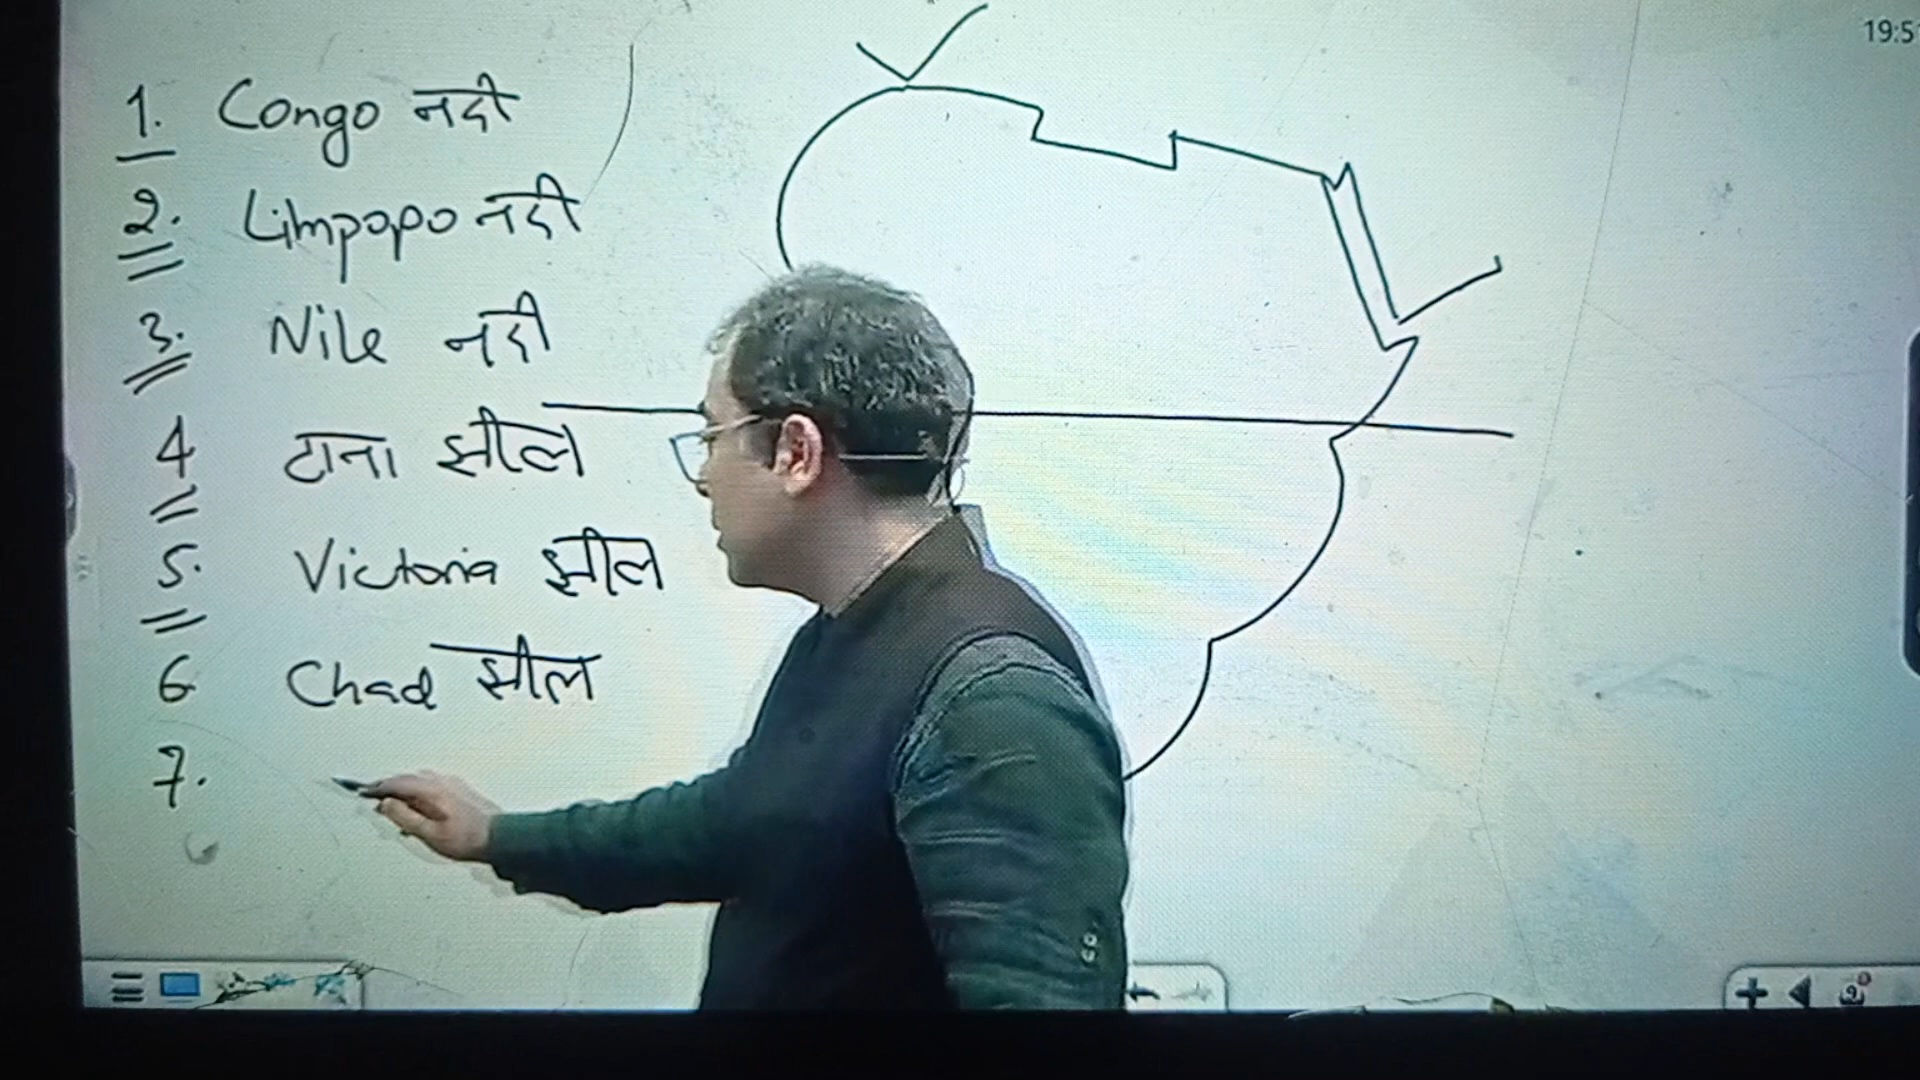 19:5
1. Congo नदी
2. Limpopo नदी
3. Nile नदी
4 टाना झील
5. Victoria झील
6 Chad झील
7.